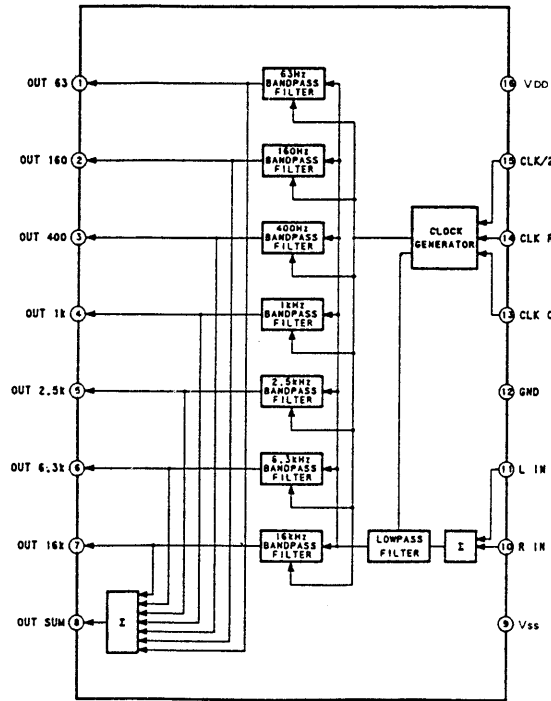 OUT 63 1
63Hz
BANDPASS
FILTER
16 VDD
OUT 160 2
160Hz
BANDPASS
FILTER
15 CLK/2
OUT 400 3
400Hz
BANDPASS
FILTER
CLOCK
GENERATOR
14 CLK R
OUT 1k 4
1kHz
BANDPASS
FILTER
13 CLK C
OUT 2,5k 5
2,5kHz
BANDPASS
FILTER
12 GND
OUT 6,3k 6
6,3kHz
BANDPASS
FILTER
11 L IN
OUT 16k 7
16kHz
BANDPASS
FILTER
LOWPASS
FILTER
Σ
10 R IN
OUT SUM 8
Σ
9 Vss